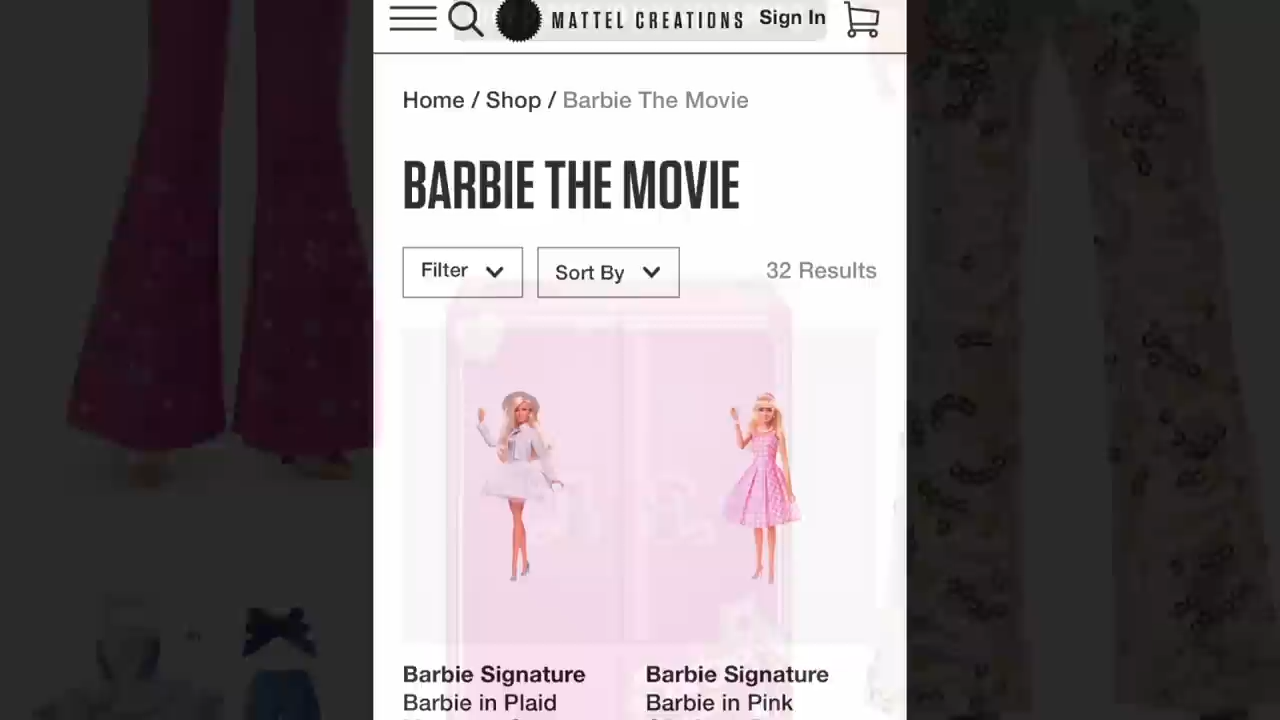 MATTEL CREATIONS Sign In
Home / Shop / Barbie The Movie
BARBIE THE MOVIE
Filter Sort By 32 Results
Barbie Signature Barbie Signature
Barbie in Plaid Barbie in Pink